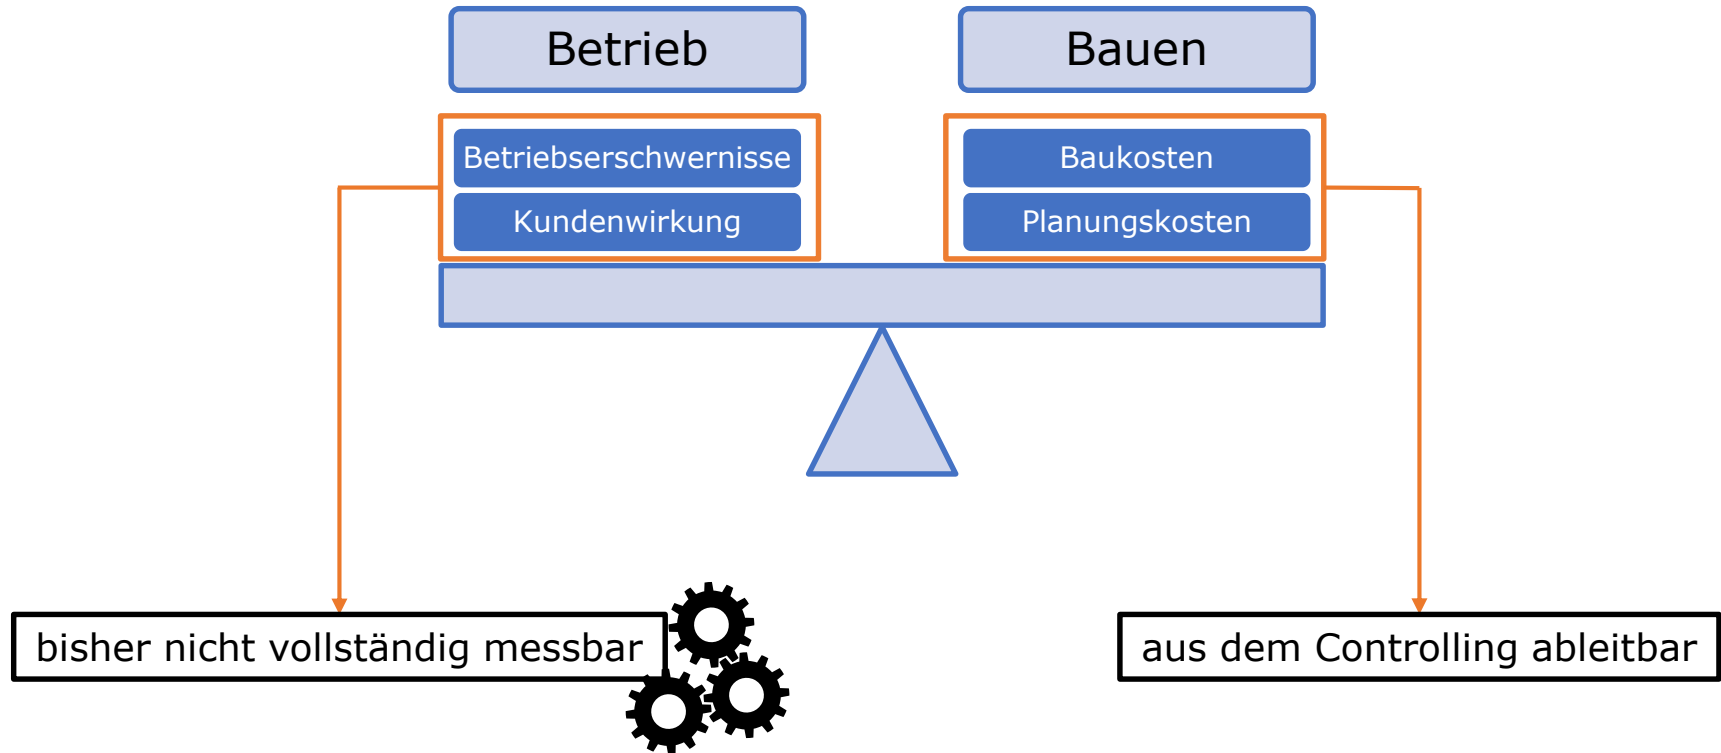 Betrieb
Bauen
Betriebserschwernisse
Kundenwirkung
Baukosten
Planungskosten
bisher nicht vollständig messbar
aus dem Controlling ableitbar